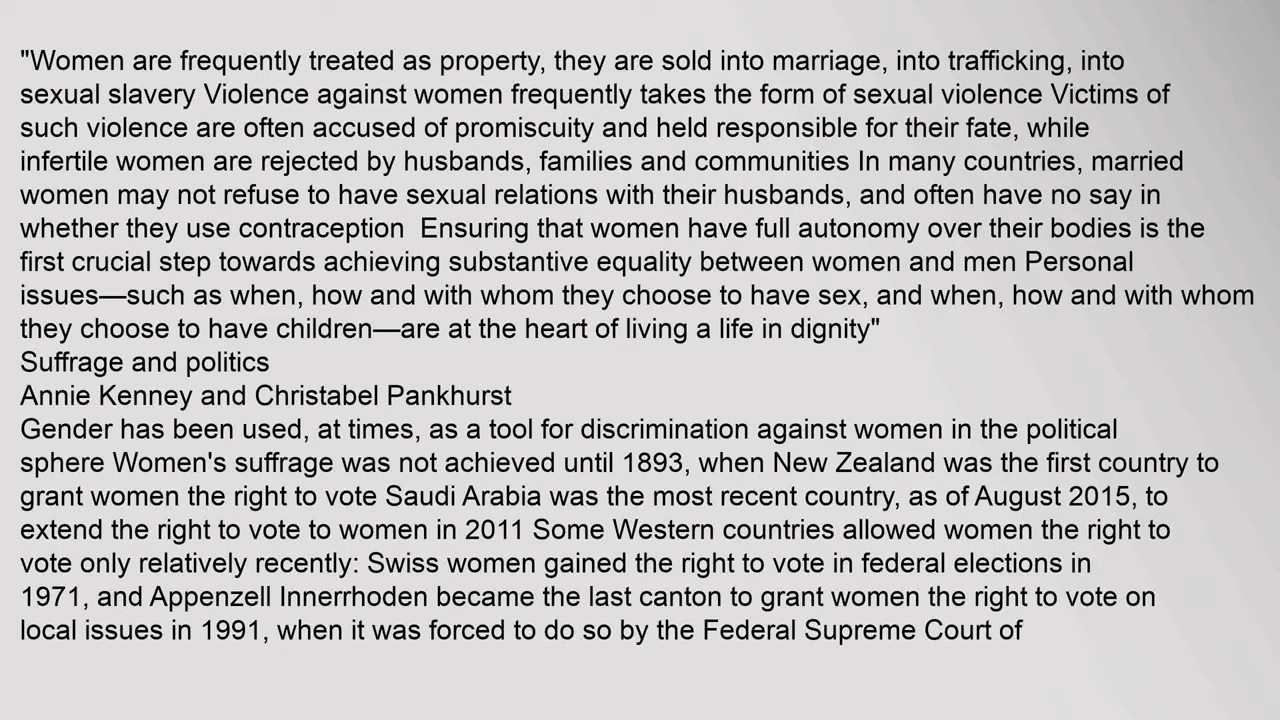 "Women are frequently treated as property, they are sold into marriage, into trafficking, into
sexual slavery Violence against women frequently takes the form of sexual violence Victims of
such violence are often accused of promiscuity and held responsible for their fate, while
infertile women are rejected by husbands, families and communities In many countries, married
women may not refuse to have sexual relations with their husbands, and often have no say in
whether they use contraception  Ensuring that women have full autonomy over their bodies is the
first crucial step towards achieving substantive equality between women and men Personal
issues—such as when, how and with whom they choose to have sex, and when, how and with whom
they choose to have children—are at the heart of living a life in dignity"
Suffrage and politics
Annie Kenney and Christabel Pankhurst
Gender has been used, at times, as a tool for discrimination against women in the political
sphere Women's suffrage was not achieved until 1893, when New Zealand was the first country to
grant women the right to vote Saudi Arabia was the most recent country, as of August 2015, to
extend the right to vote to women in 2011 Some Western countries allowed women the right to
vote only relatively recently: Swiss women gained the right to vote in federal elections in
1971, and Appenzell Innerrhoden became the last canton to grant women the right to vote on
local issues in 1991, when it was forced to do so by the Federal Supreme Court of